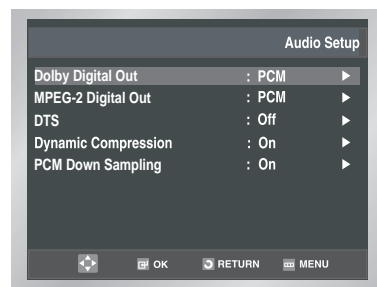 Audio Setup
Dolby Digital Out : PCM ▶
MPEG-2 Digital Out : PCM ▶
DTS : Off ▶
Dynamic Compression : On ▶
PCM Down Sampling : On ▶
OK RETURN MENU